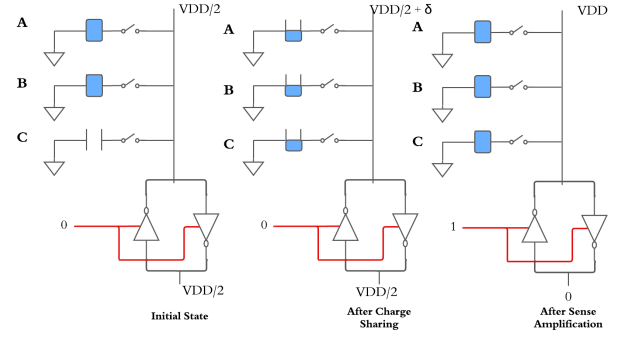 VDD/2
A
B
C
0
VDD/2
Initial State
VDD/2 + δ
A
B
C
0
VDD/2
After Charge
Sharing
VDD
A
B
C
1
0
After Sense
Amplification